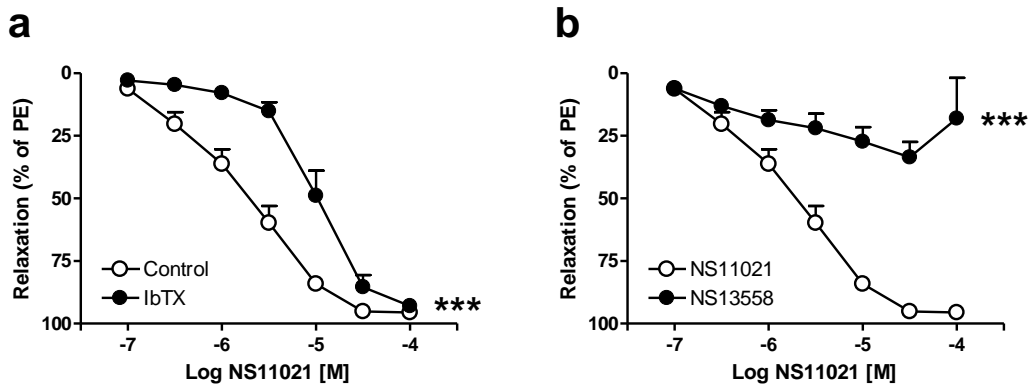 a
Relaxation (% of PE)
0
25
50
75
100
Control
IbTX
***
-7 -6 -5 -4
Log NS11021 [M]
b
Relaxation (% of PE)
0
25
50
75
100
NS11021
NS13558
***
-7 -6 -5 -4
Log NS11021 [M]